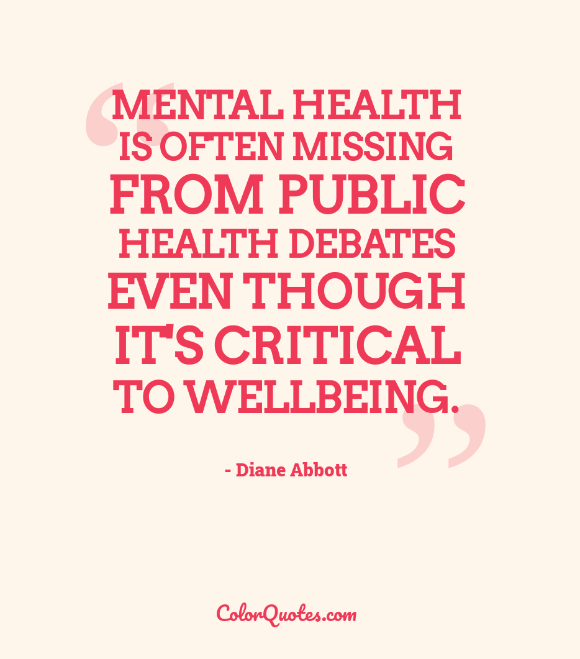 MENTAL HEALTH
IS OFTEN MISSING
FROM PUBLIC
HEALTH DEBATES
EVEN THOUGH
IT'S CRITICAL
TO WELLBEING.
- Diane Abbott
ColorQuotes.com